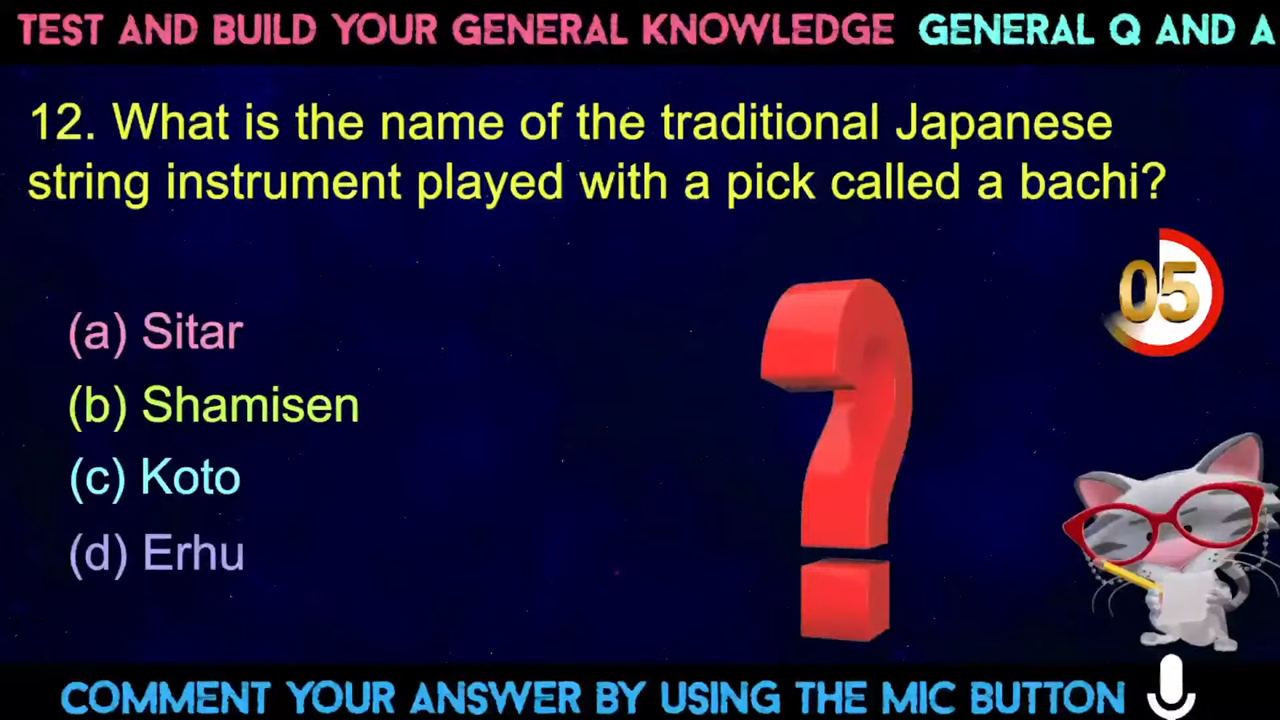 TEST AND BUILD YOUR GENERAL KNOWLEDGE GENERAL Q AND A
12. What is the name of the traditional Japanese
string instrument played with a pick called a bachi?
05
(a) Sitar
(b) Shamisen
(c) Koto
(d) Erhu
COMMENT YOUR ANSWER BY USING THE MIC BUTTON